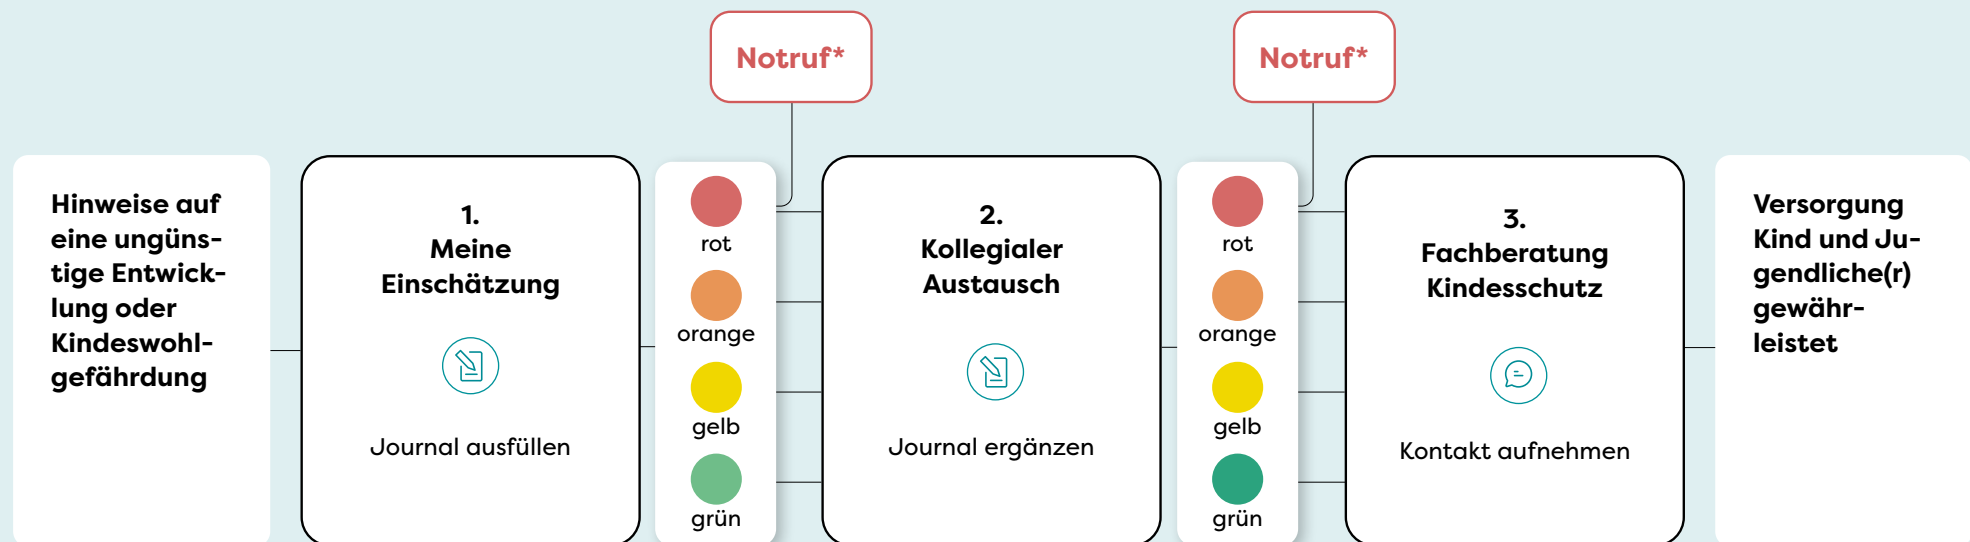 Notruf*
Notruf*
Hinweise auf
eine ungüns-
tige Entwick-
lung oder
Kindeswohl-
gefährdung
1.
Meine
Einschätzung
Journal ausfüllen
rot
orange
gelb
grün
2.
Kollegialer
Austausch
Journal ergänzen
rot
orange
gelb
grün
3.
Fachberatung
Kindesschutz
Kontakt aufnehmen
Versorgung
Kind und Ju-
gendliche(r)
gewähr-
leistet